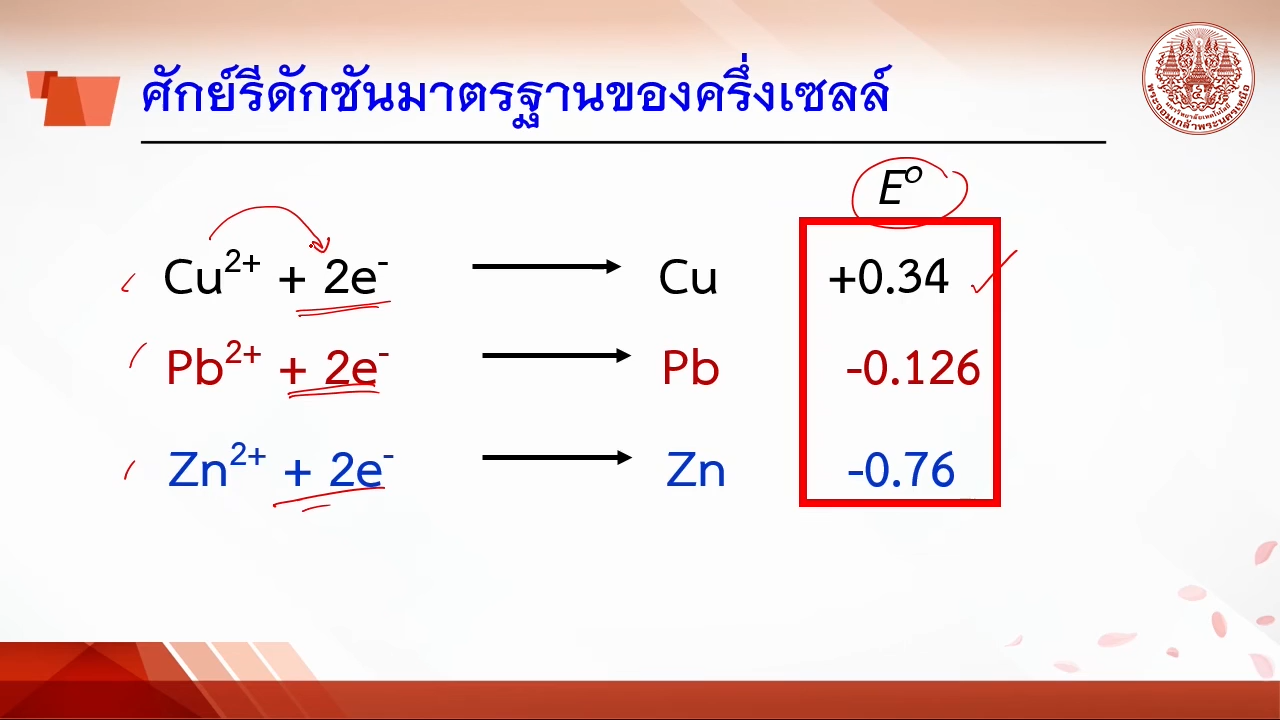 ศักย์รีดักชันมาตรฐานของครึ่งเซลล์
E⁰
Cu²⁺ + 2e⁻ ⟶ Cu +0.34
Pb²⁺ + 2e⁻ ⟶ Pb -0.126
Zn²⁺ + 2e⁻ ⟶ Zn -0.76